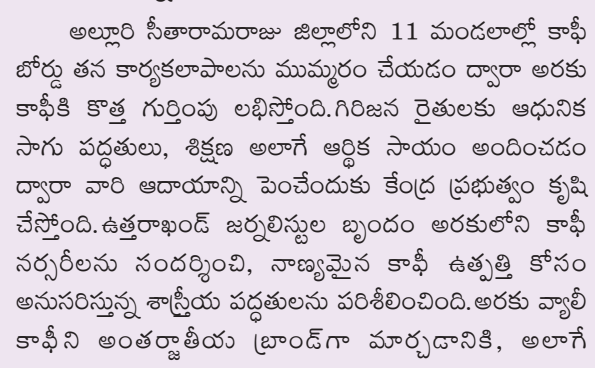 అల్లూరి సీతారామరాజు జిల్లాలోని 11 మండలాల్లో కాఫీ
బోర్డు తన కార్యకలాపాలను ముమ్మరం చేయడం ద్వారా అరకు
కాఫీకి కొత్త గుర్తింపు లభిస్తోంది.గిరిజన రైతులకు ఆధునిక
సాగు పద్ధతులు, శిక్షణ అలాగే ఆర్థిక సాయం అందించడం
ద్వారా వారి ఆదాయాన్ని పెంచేందుకు కేంద్ర ప్రభుత్వం కృషి
చేస్తోంది.ఉత్తరాఖండ్ జర్నలిస్టుల బృందం అరకులోని కాఫీ
నర్సరీలను సందర్శించి, నాణ్యమైన కాఫీ ఉత్పత్తి కోసం
అనుసరిస్తున్న శాస్త్రీయ పద్ధతులను పరిశీలించింది.అరకు వ్యాలీ
కాఫీని అంతర్జాతీయ బ్రాండ్‌గా మార్చడానికి, అలాగే